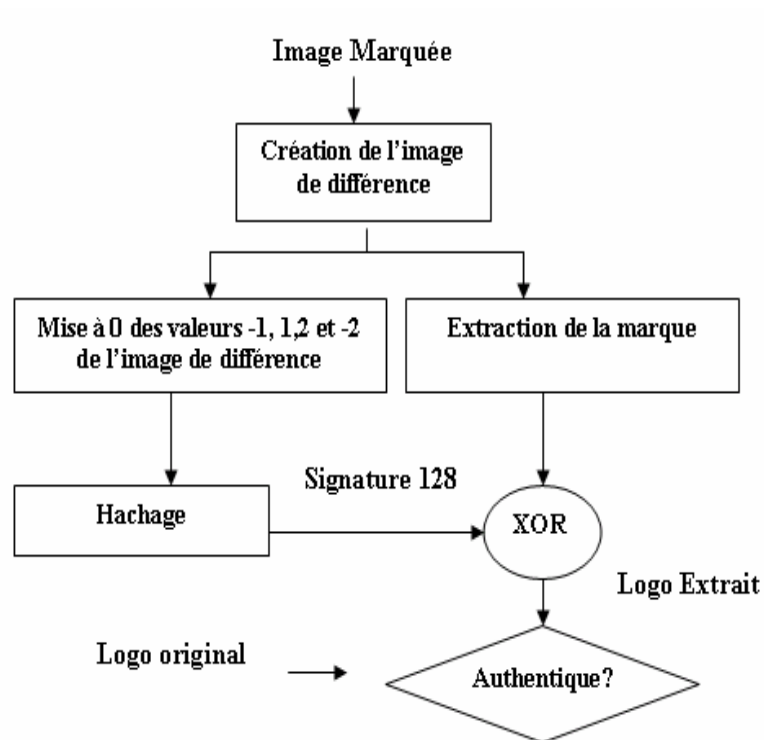 Image Marquée
Création de l'image
de différence
Mise à 0 des valeurs -1, 1,2 et -2
de l'image de différence
Extraction de la marque
Signature 128
Hachage
XOR
Logo Extrait
Logo original
Authentique?